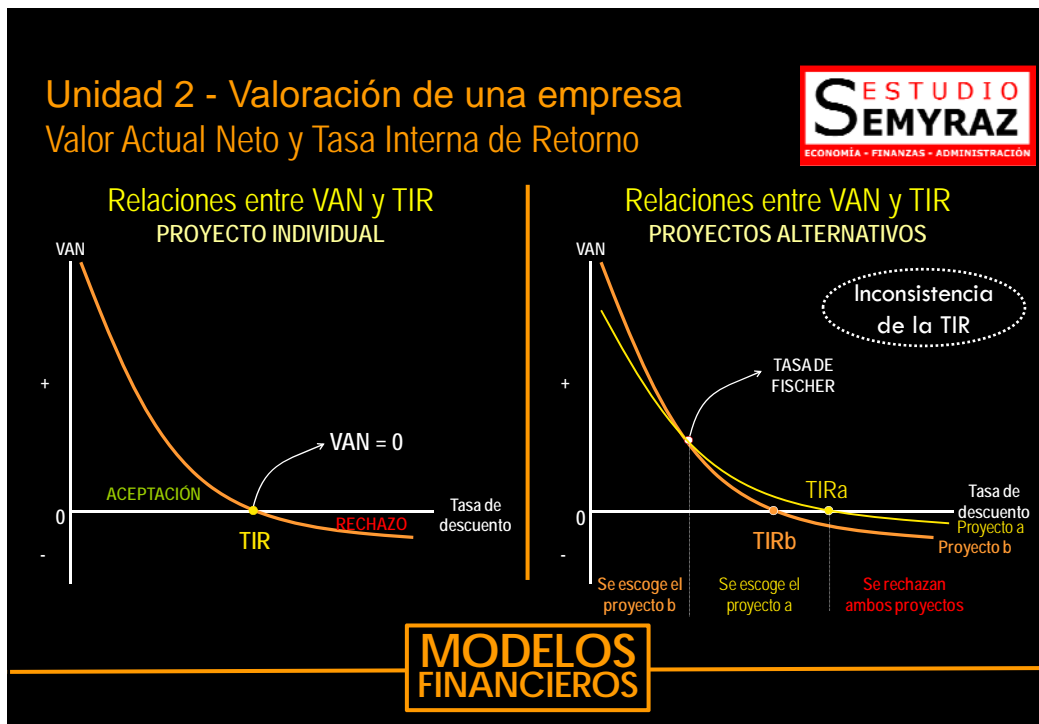 Unidad 2 - Valoración de una empresa
Valor Actual Neto y Tasa Interna de Retorno
ESTUDIO
SEMYRAZ
ECONOMÍA - FINANZAS - ADMINISTRACIÓN
Relaciones entre VAN y TIR
PROYECTO INDIVIDUAL
VAN
+
VAN = 0
ACEPTACIÓN
0
Tasa de
descuento
RECHAZO
TIR
-
Relaciones entre VAN y TIR
PROYECTOS ALTERNATIVOS
VAN
Inconsistencia
de la TIR
TASA DE
FISCHER
+
TIRa
Tasa de
descuento
0
Proyecto a
TIRb
Proyecto b
-
Se escoge el
proyecto b
Se escoge el
proyecto a
Se rechazan
ambos proyectos
MODELOS
FINANCIEROS